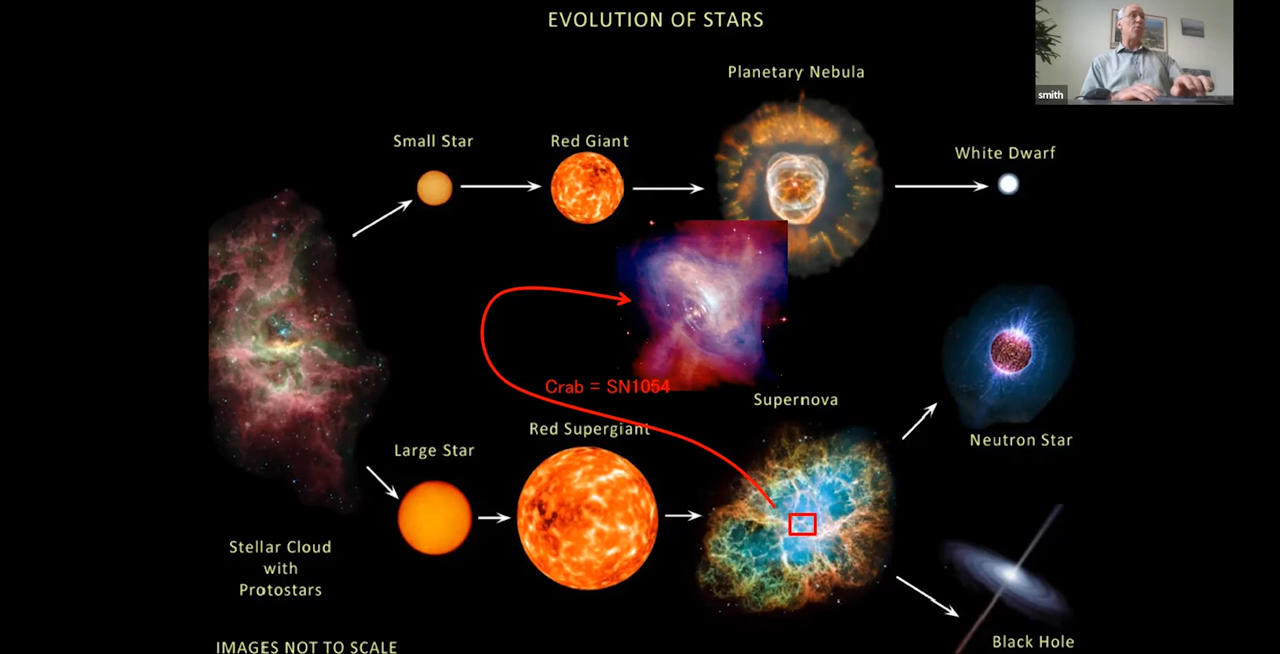 EVOLUTION OF STARS
smith
Planetary Nebula
Small Star
Red Giant
White Dwarf
Crab = SN1054
Supernova
Red Supergiant
Neutron Star
Large Star
Stellar Cloud
with
Protostars
Black Hole
IMAGES NOT TO SCALE